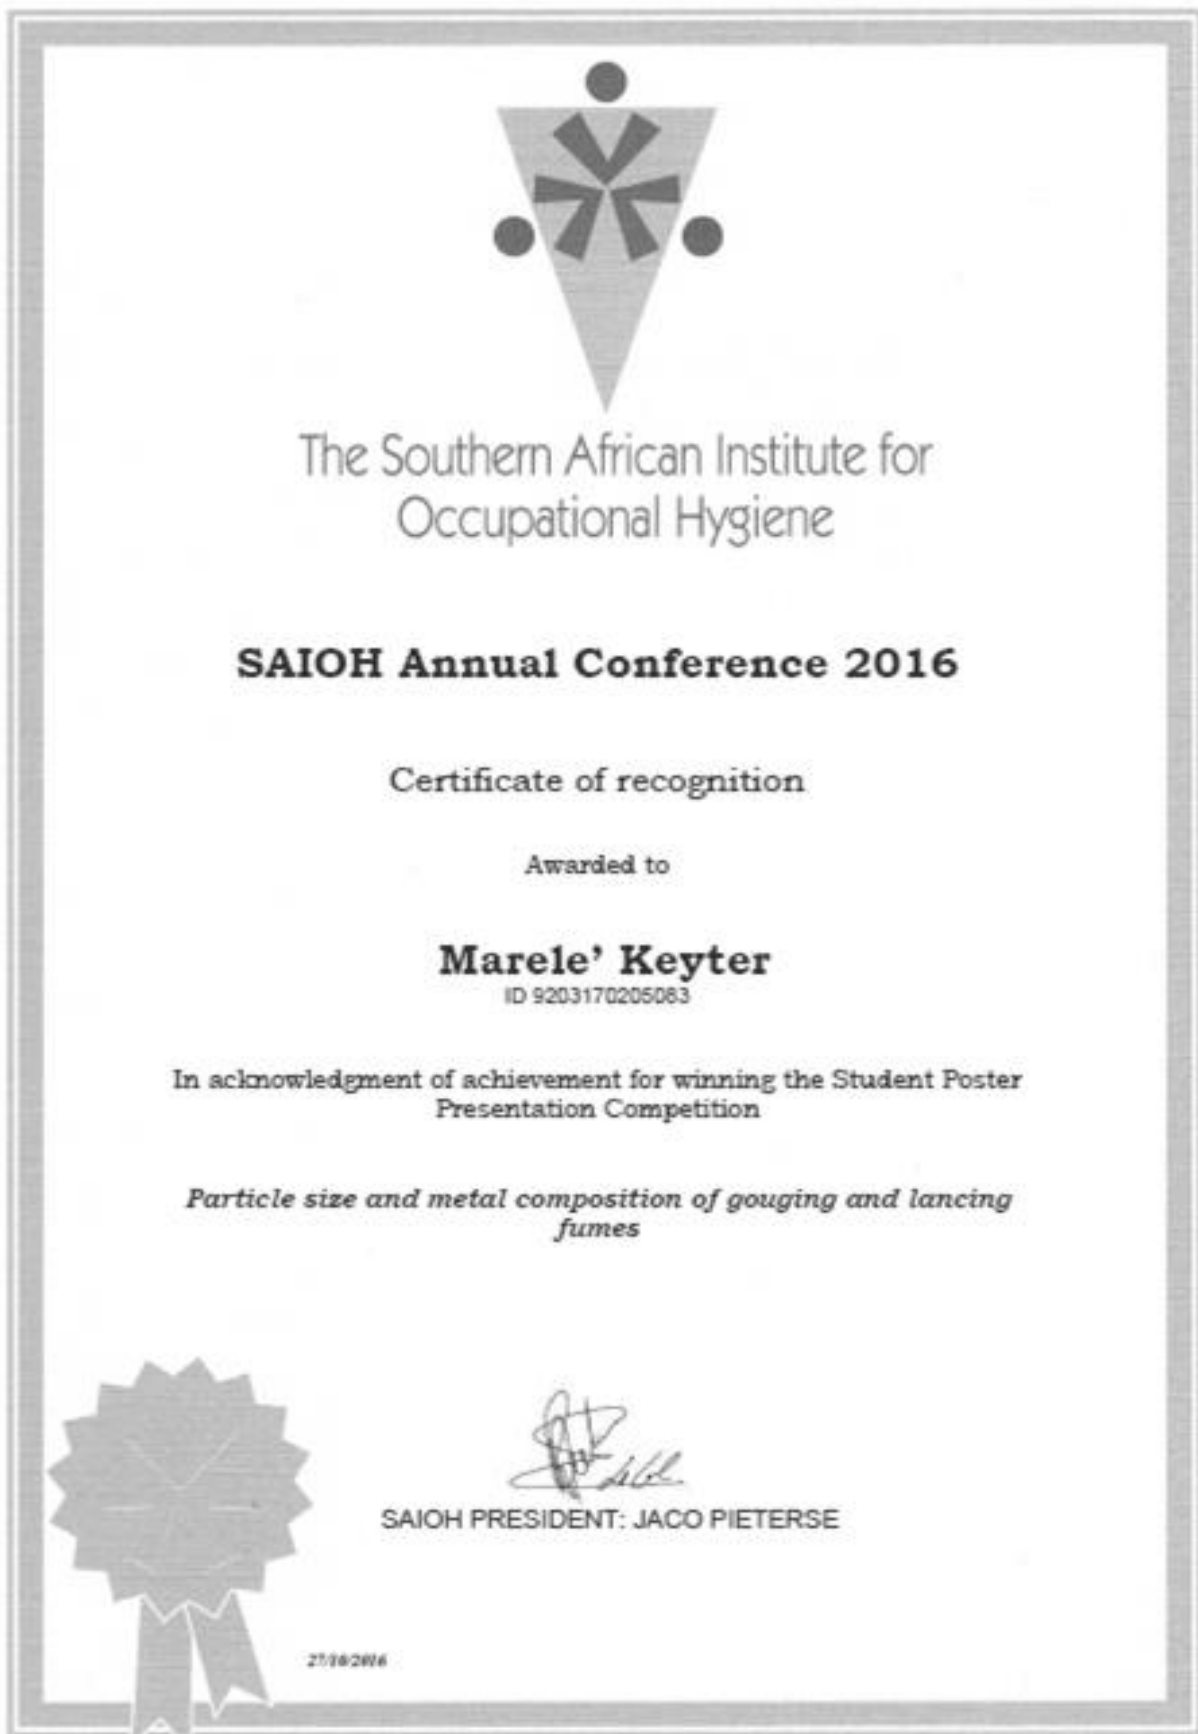 The Southern African Institute for
Occupational Hygiene
SAIOH Annual Conference 2016
Certificate of recognition
Awarded to
Marele’ Keyter
ID 9203170205083
In acknowledgment of achievement for winning the Student Poster
Presentation Competition
Particle size and metal composition of gouging and lancing
fumes
SAIOH PRESIDENT: JACO PIETERSE
27/10/2016